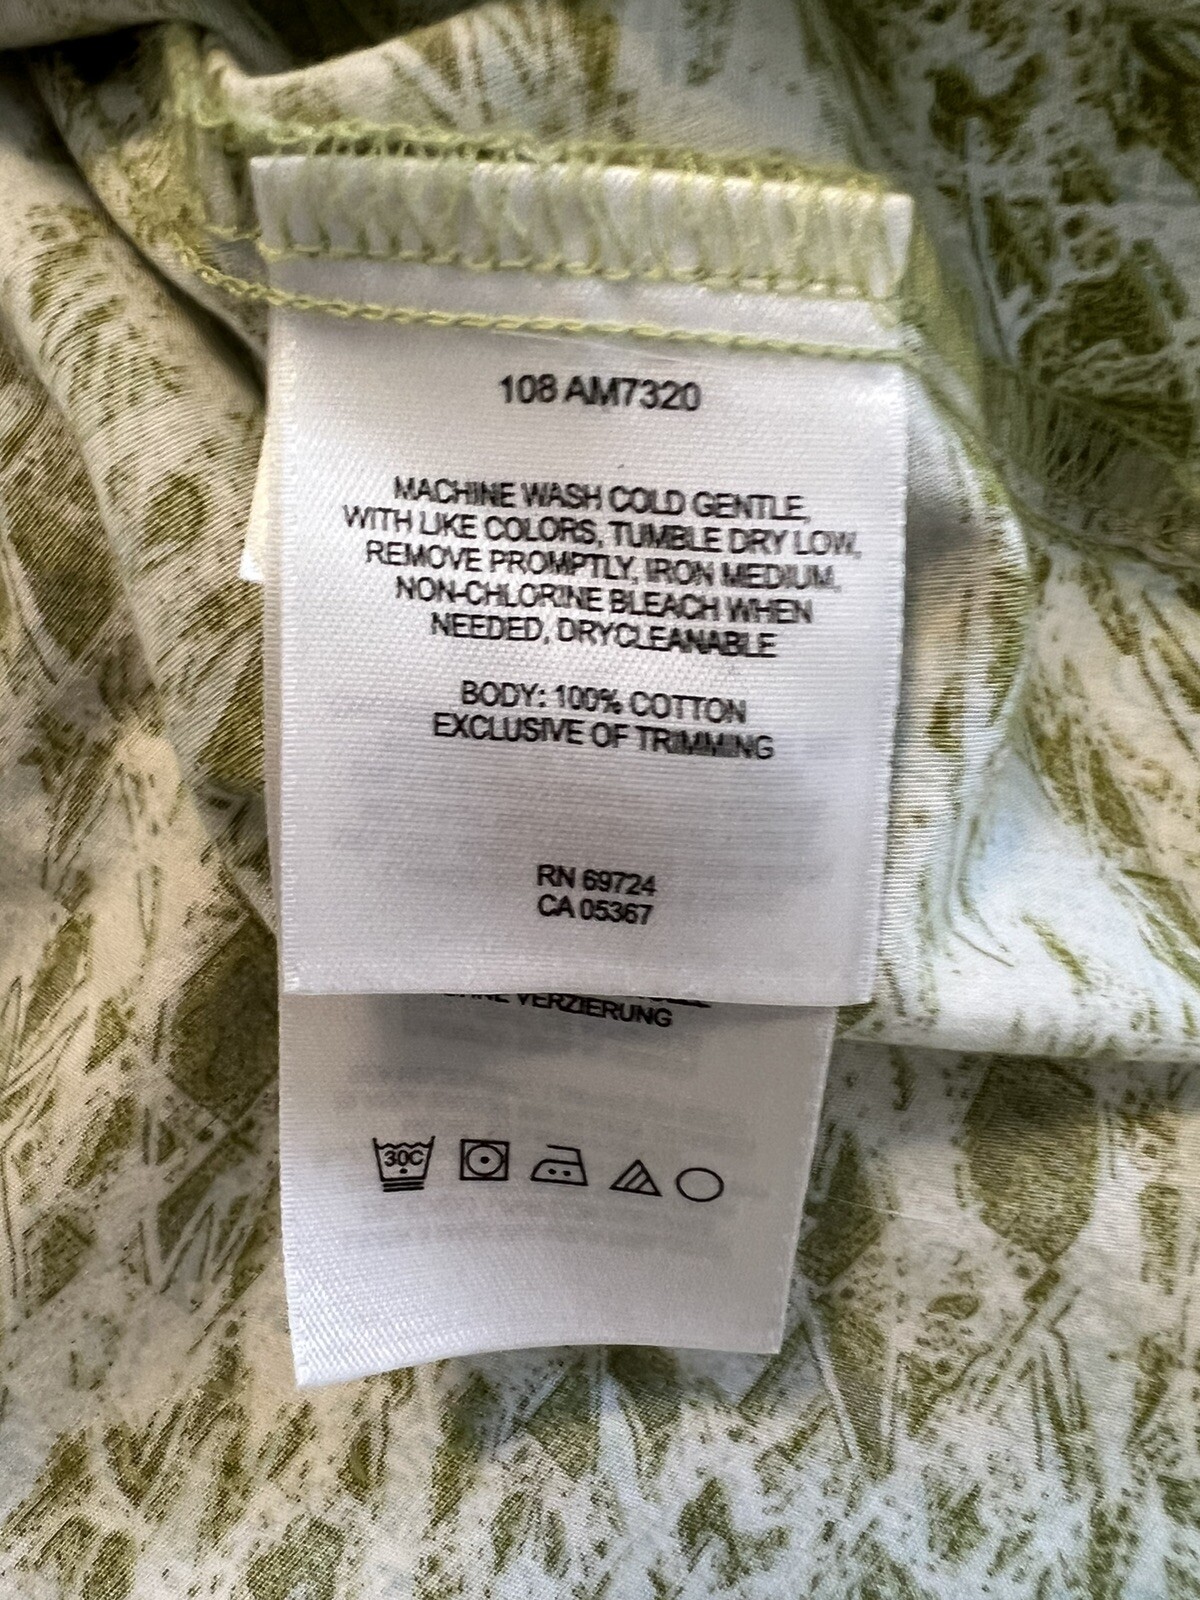 108 AM7320
MACHINE WASH COLD GENTLE,
WITH LIKE COLORS, TUMBLE DRY LOW,
REMOVE PROMPTLY, IRON MEDIUM,
NON-CHLORINE BLEACH WHEN
NEEDED, DRYCLEANABLE
BODY: 100% COTTON
EXCLUSIVE OF TRIMMING
RN 69724
CA 05367
OHNE VERZIERUNG
30C